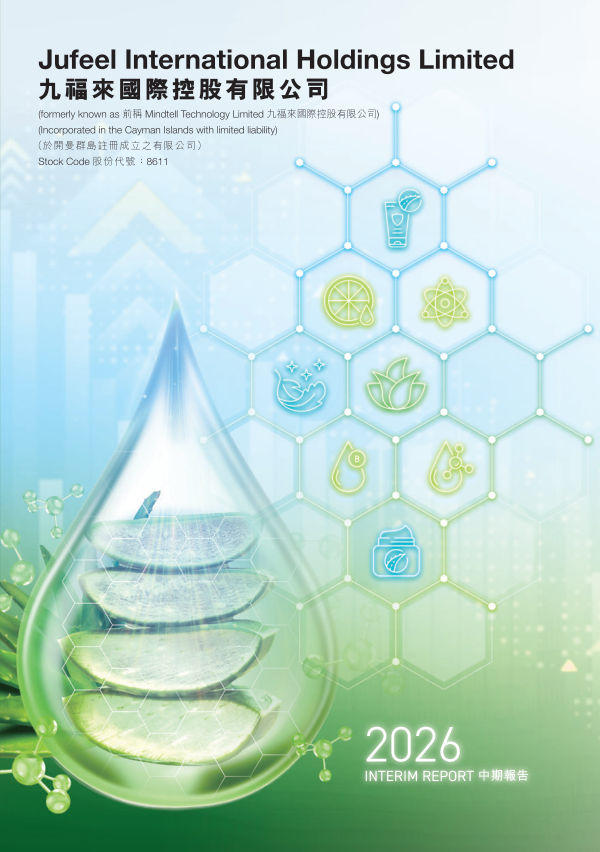 Jufeel International Holdings Limited
九福來國際控股有限公司
(formerly known as 前稱 Mindtell Technology Limited 九福來國際控股有限公司)
(Incorporated in the Cayman Islands with limited liability)
（於開曼群島註冊成立之有限公司）
Stock Code 股份代號：8611
B
2026
INTERIM REPORT 中期報告